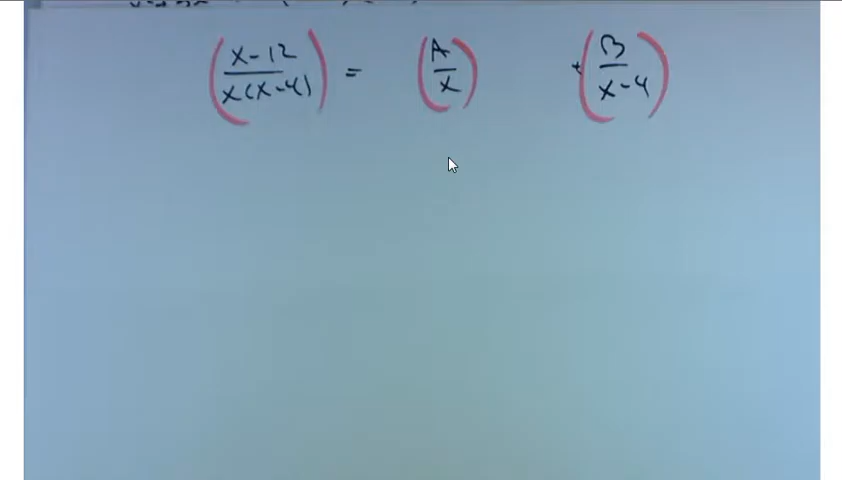 (x-12 / x(x-4)) = (A / x) + (B / x-4)